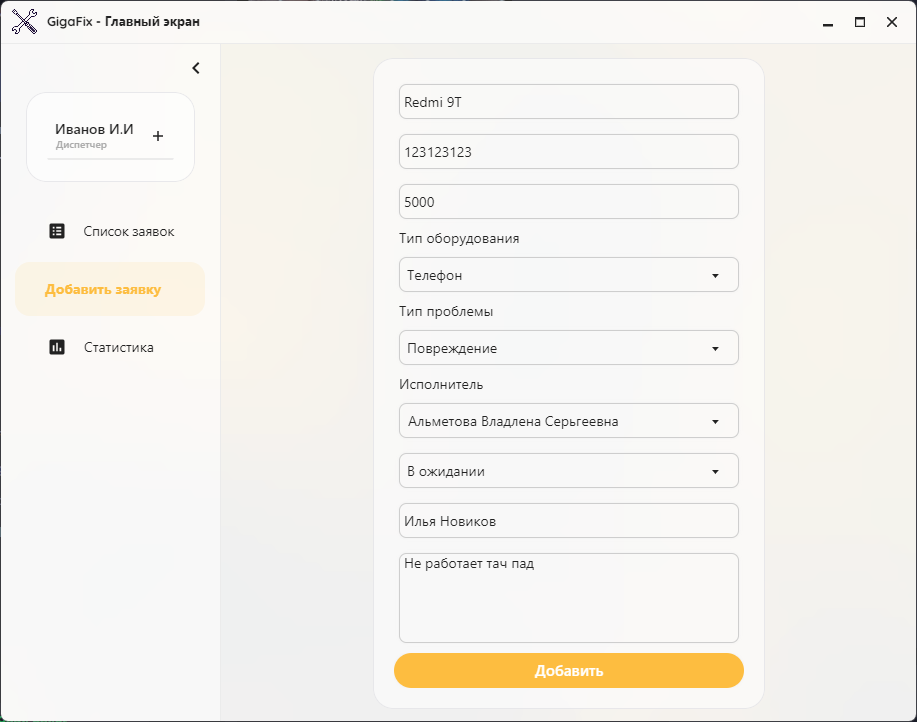 GigaFix - Главный экран
Иванов И.И
Диспетчер
Список заявок
Добавить заявку
Статистика
Redmi 9T
123123123
5000
Тип оборудования
Телефон
Тип проблемы
Повреждение
Исполнитель
Альметова Владлена Серьгеевна
В ожидании
Илья Новиков
Не работает тач пад
Добавить